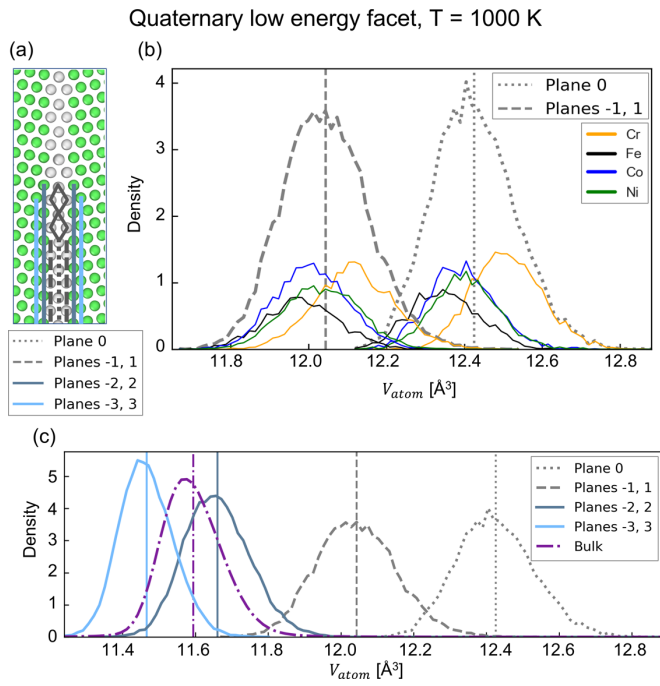 Quaternary low energy facet, T = 1000 K
(a)
Plane 0
Planes -1, 1
Planes -2, 2
Planes -3, 3
(b)
Density
4
3
2
1
0
11.8 12.0 12.2 12.4 12.6 12.8
V_atom [Å³]
Plane 0
Planes -1, 1
Cr
Fe
Co
Ni
(c)
Density
5
4
3
2
1
0
11.4 11.6 11.8 12.0 12.2 12.4 12.6 12.8
V_atom [Å³]
Plane 0
Planes -1, 1
Planes -2, 2
Planes -3, 3
Bulk